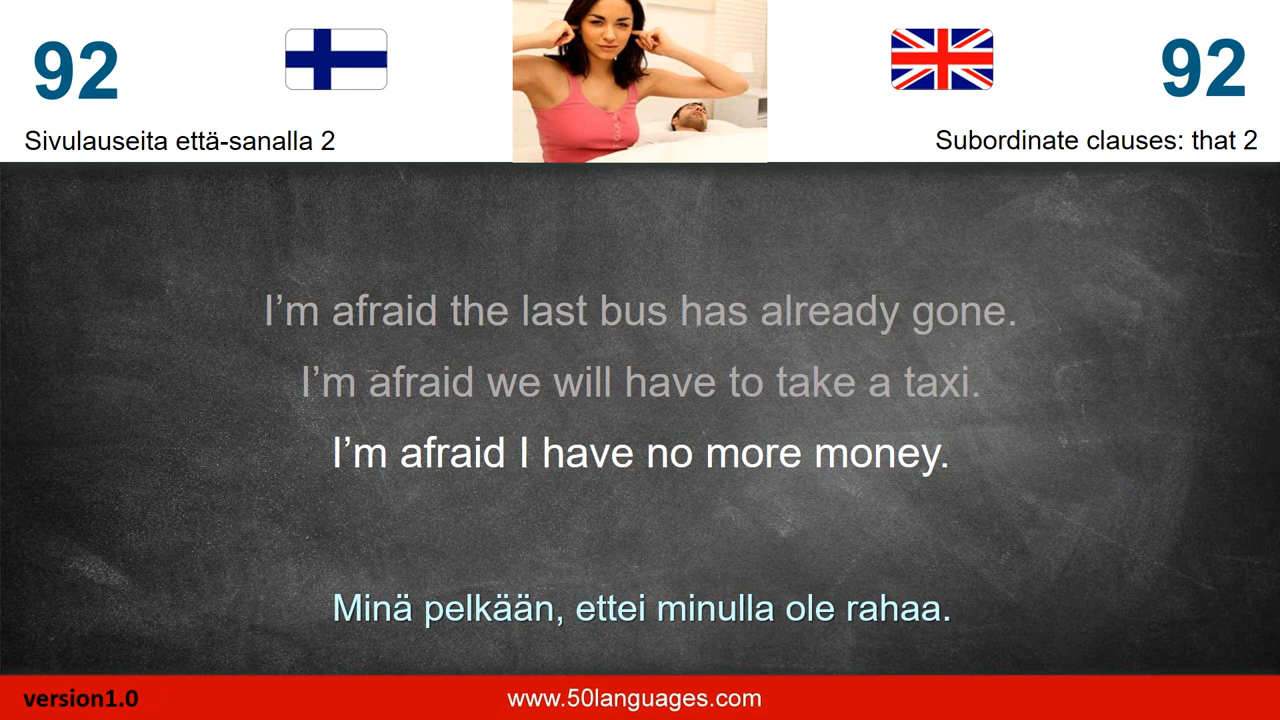 92
92
Sivulauseita että-sanalla 2
Subordinate clauses: that 2
I’m afraid the last bus has already gone.
I’m afraid we will have to take a taxi.
I’m afraid I have no more money.
Minä pelkään, ettei minulla ole rahaa.
version1.0
www.50languages.com